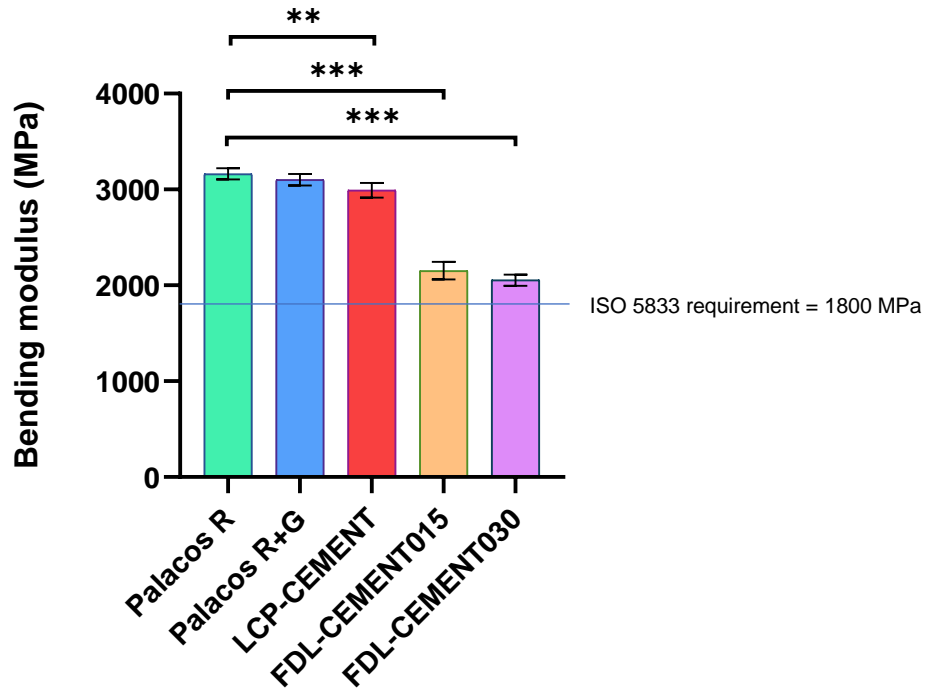 **
***
***
Bending modulus (MPa)
4000
3000
2000
1000
0
ISO 5833 requirement = 1800 MPa
Palacos R
Palacos R+G
LCP-CEMENT
FDL-CEMENT015
FDL-CEMENT030